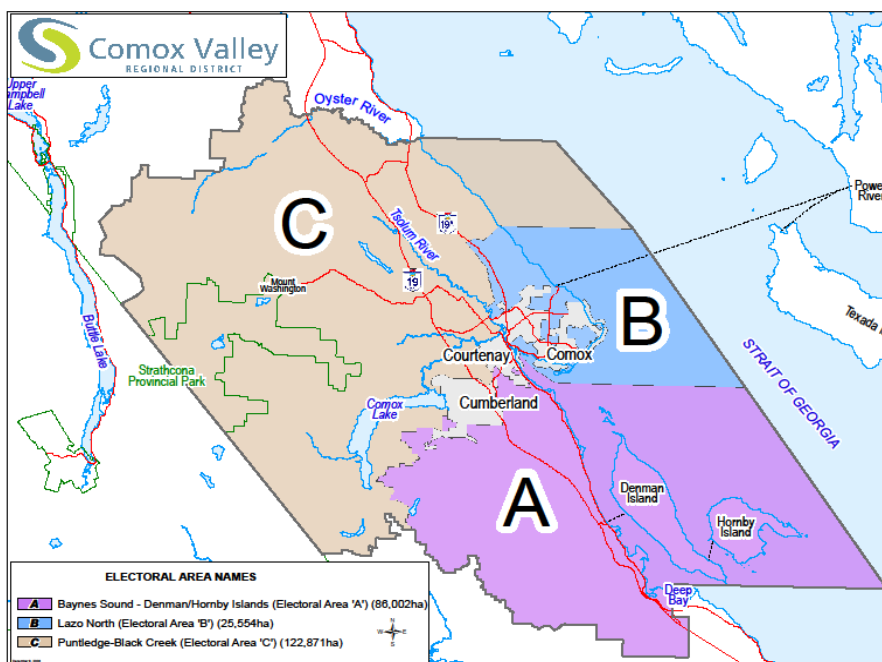 Comox Valley
REGIONAL DISTRICT
Upper
Campbell
Lake
Oyster River
C
Tsolum River
19A
19
Mount
Washington
Powell
River
B
Texada
Buttle Lake
Strathcona
Provincial Park
Courtenay
Comox
STRAIT OF GEORGIA
Comox
Lake
Cumberland
A
Denman
Island
Hornby
Island
Deep
Bay
ELECTORAL AREA NAMES
A Baynes Sound - Denman/Hornby Islands (Electoral Area 'A') (86,002ha)
B Lazo North (Electoral Area 'B') (25,554ha)
C Puntledge-Black Creek (Electoral Area 'C') (122,871ha)
N
W E
S